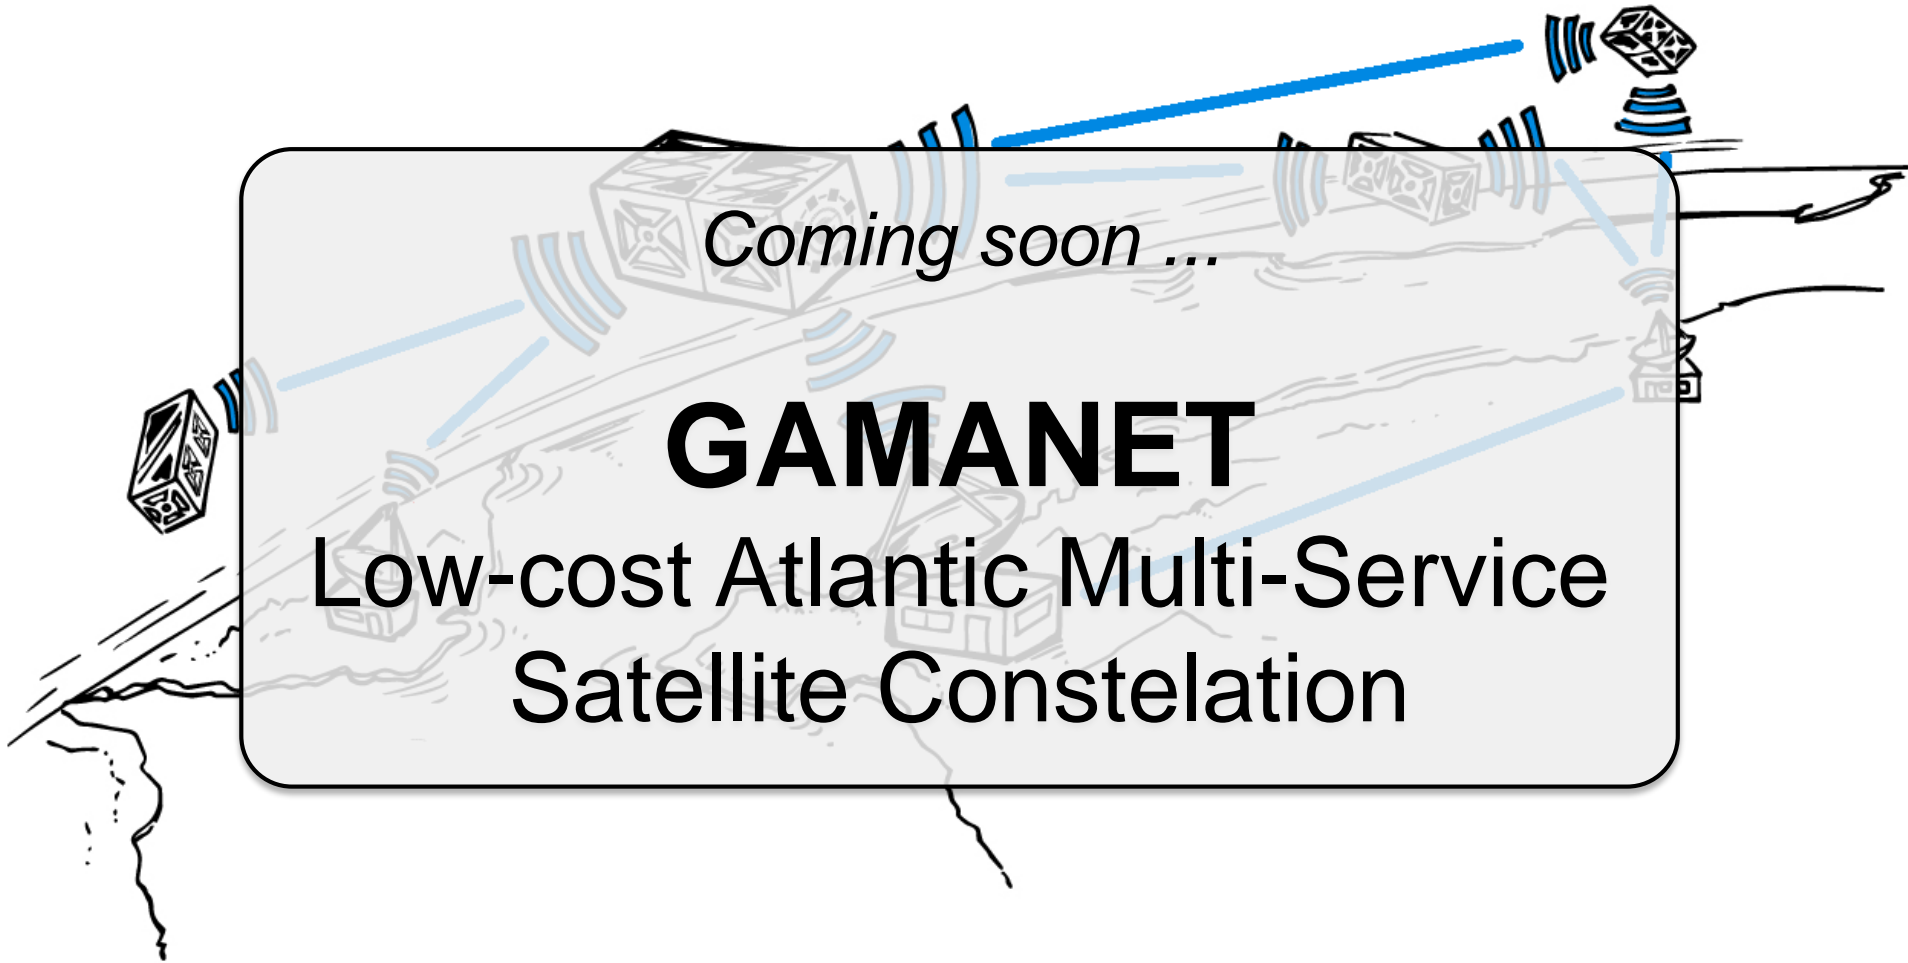 Coming soon ...
GAMANET
Low-cost Atlantic Multi-Service
Satellite Constelation